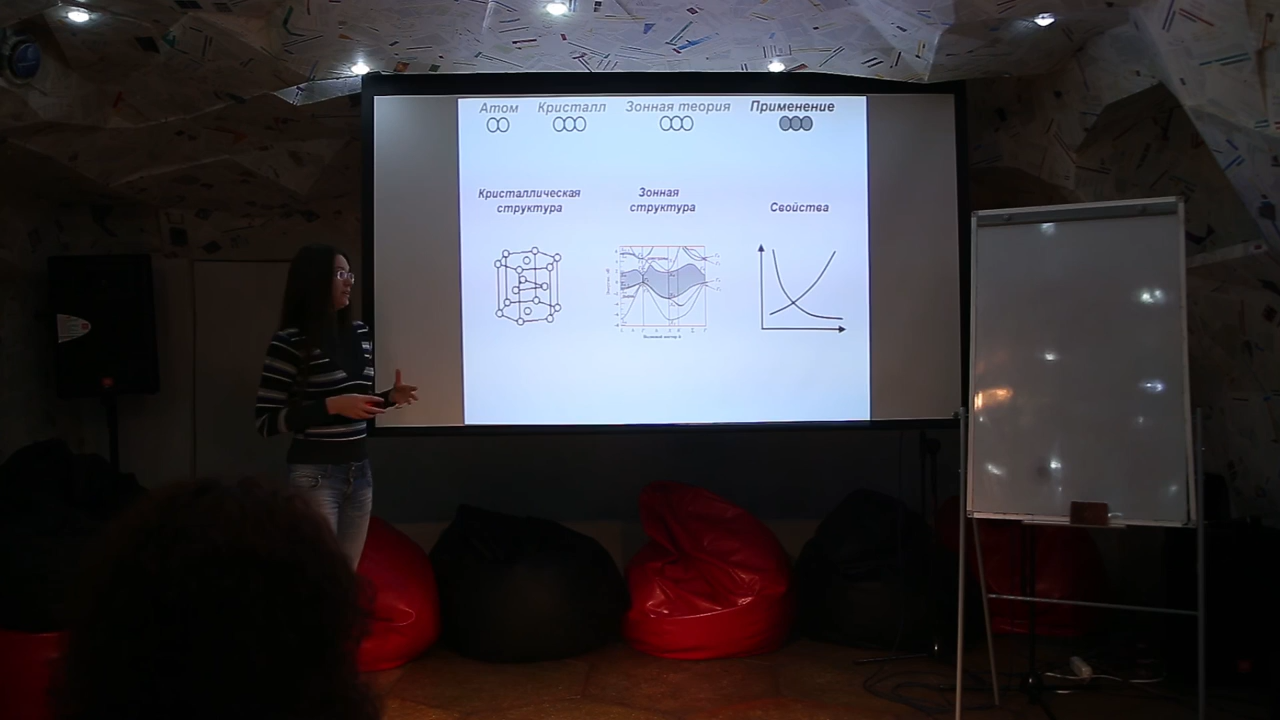 Атом Кристалл Зонная теория Применение
Кристаллическая
структура
Зонная
структура
Свойства